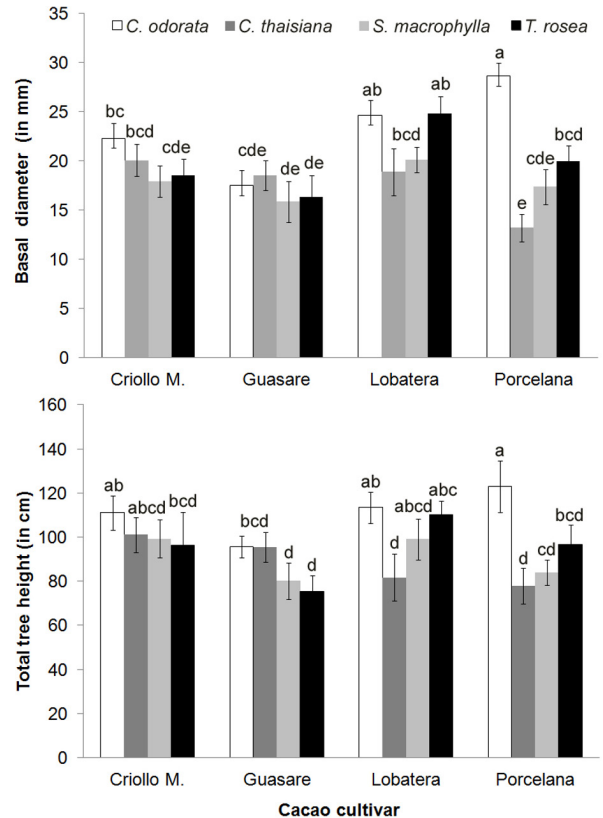 C. odorata C. thaisiana S. macrophylla T. rosea
35
30
25
20
15
10
5
0
Basal diameter (in mm)
bc bcd cde
cde de de
ab bcd ab
a e cde bcd
Criollo M. Guasare Lobatera Porcelana
160
140
120
100
80
60
40
20
0
Total tree height (in cm)
ab abcd bcd
bcd d d
ab d abcd abc
a d cd bcd
Criollo M. Guasare Lobatera Porcelana
Cacao cultivar